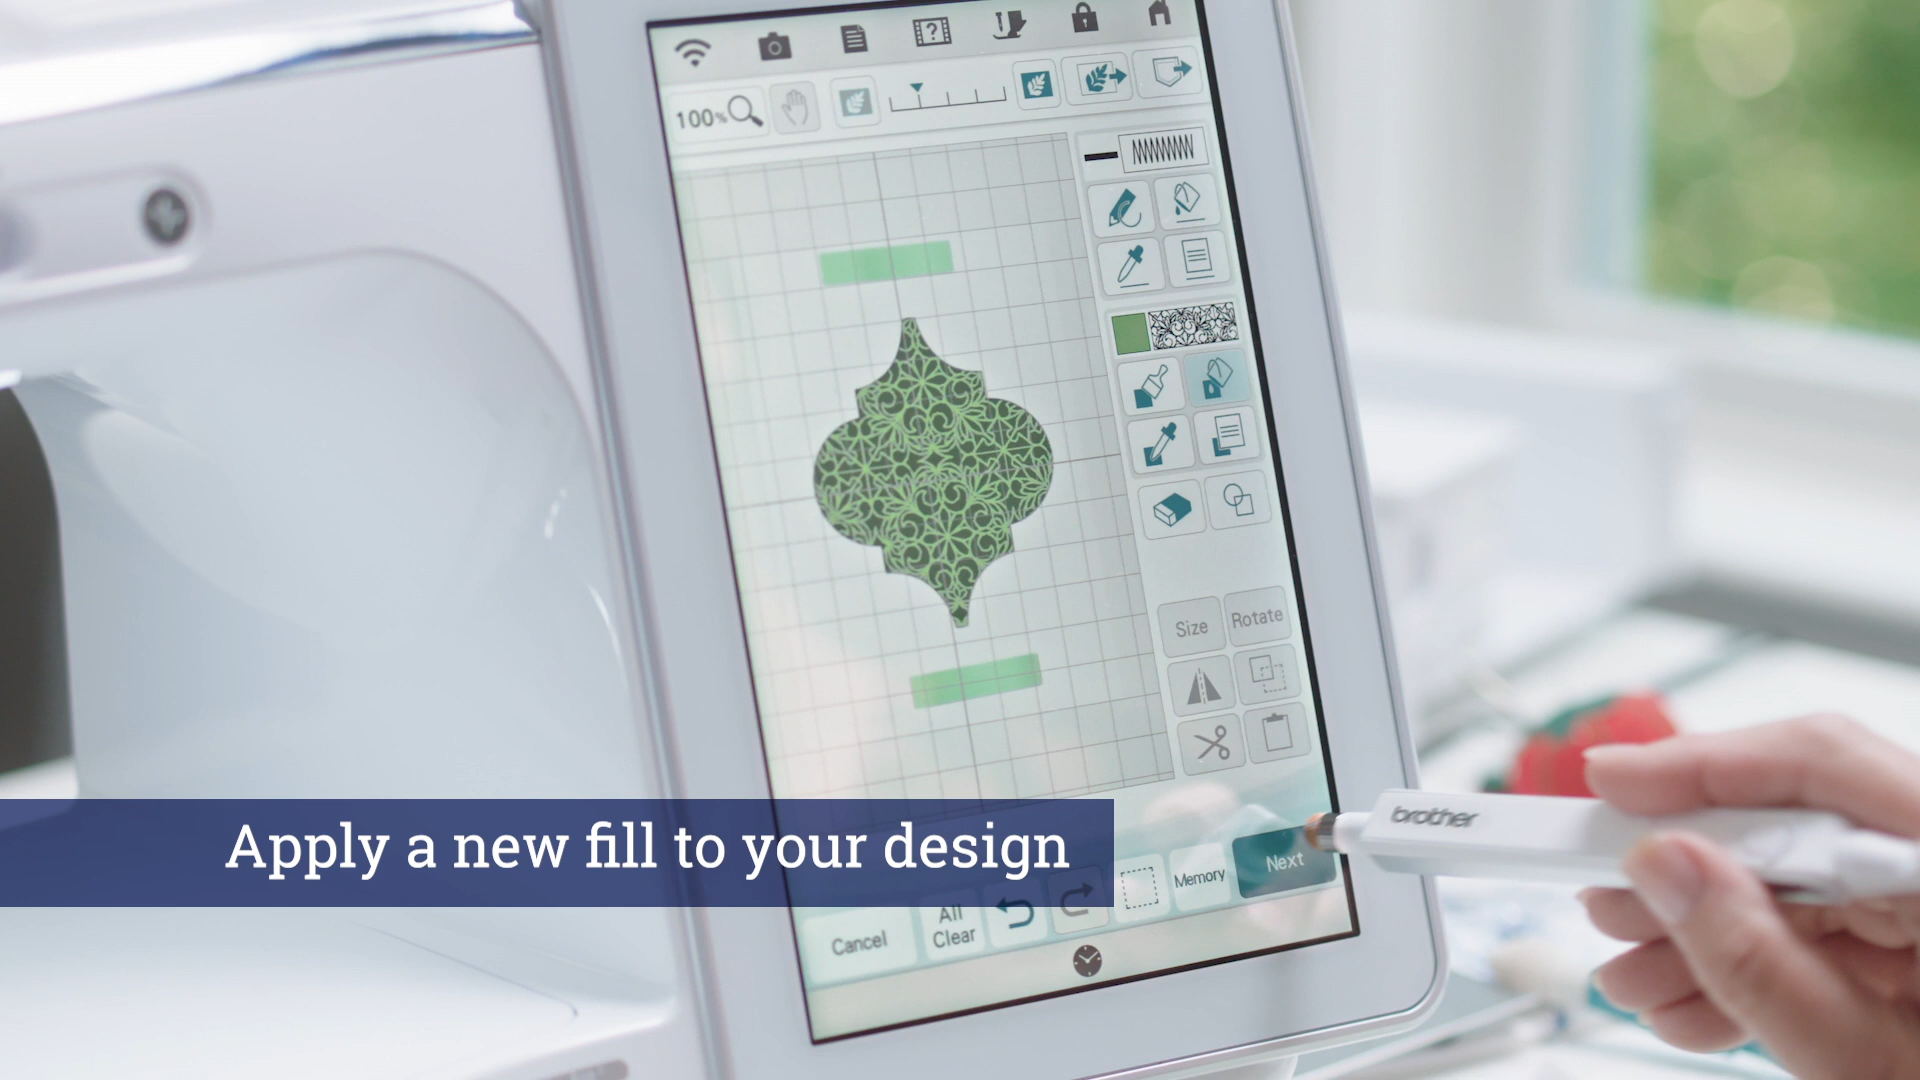 100%
Size
Rotate
brother
Apply a new fill to your design
Next
Memory
All
Clear
Cancel